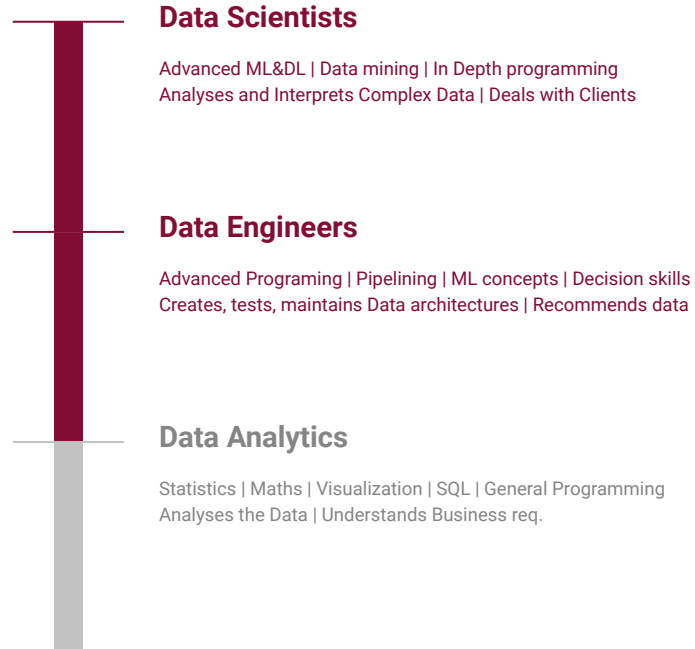 Data Scientists
Advanced ML&DL | Data mining | In Depth programming
Analyses and Interprets Complex Data | Deals with Clients
Data Engineers
Advanced Programing | Pipelining | ML concepts | Decision skills
Creates, tests, maintains Data architectures | Recommends data
Data Analytics
Statistics | Maths | Visualization | SQL | General Programming
Analyses the Data | Understands Business req.